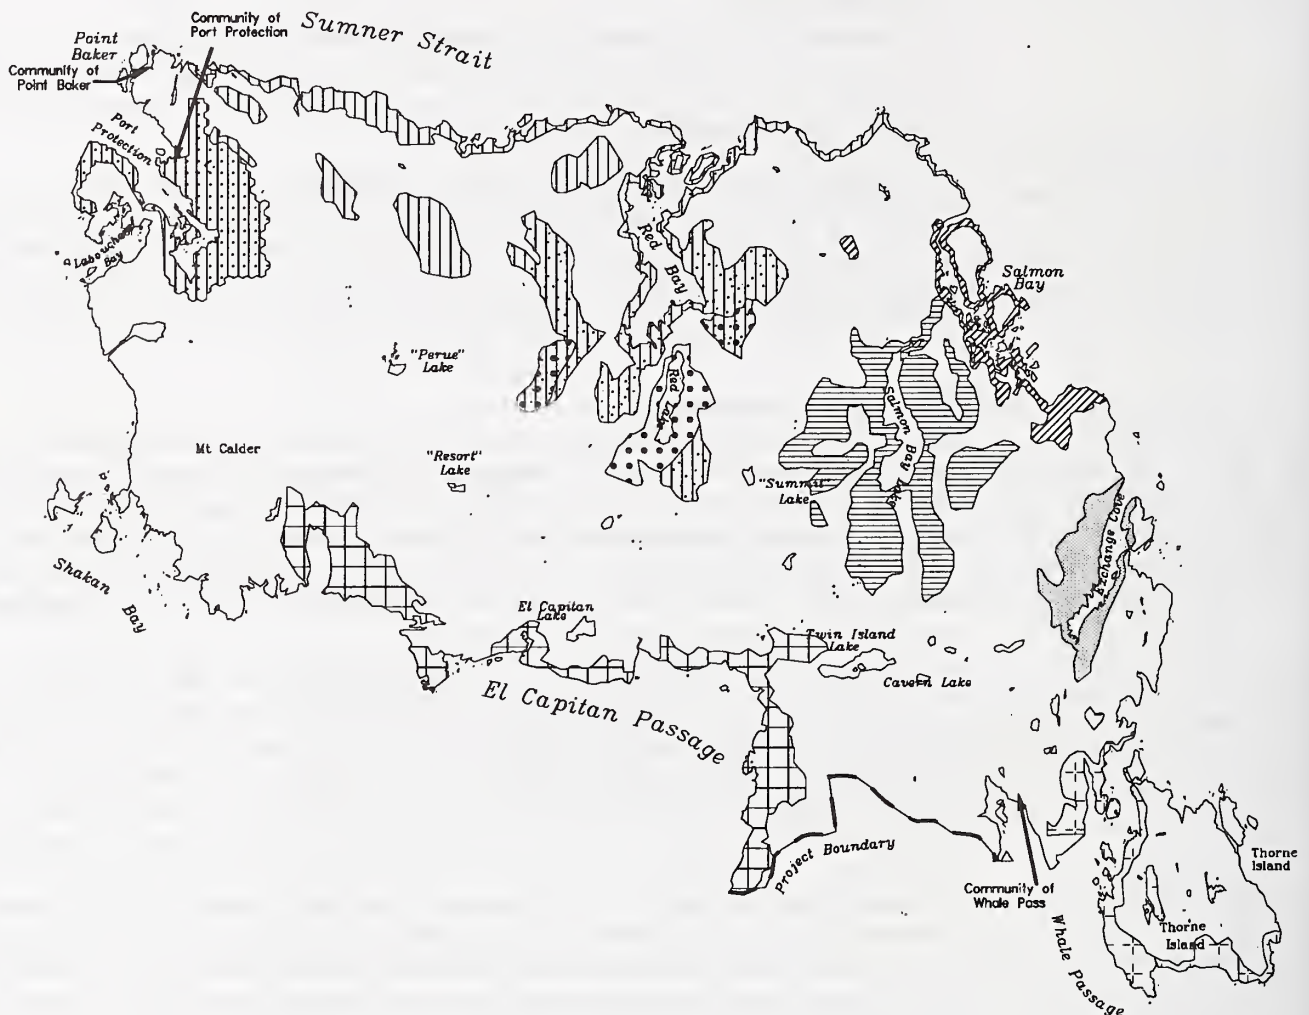 Community of
Port Protection
Sumner Strait
Point
Baker
Community of
Point Baker
Port
Protection
Labouchere
Bay
Red
Bay
Salmon
Bay
"Perue"
Lake
Red Lake
Salmon
Bay
Lake
Mt Calder
"Resort"
Lake
"Summit"
Lake
Exchange Cove
Shakan
Bay
El Capitan
Lake
Twin Island
Lake
Cavern Lake
El Capitan Passage
Project Boundary
Community of
Whale Pass
Thorne
Island
Thorne
Island
Whale Passage